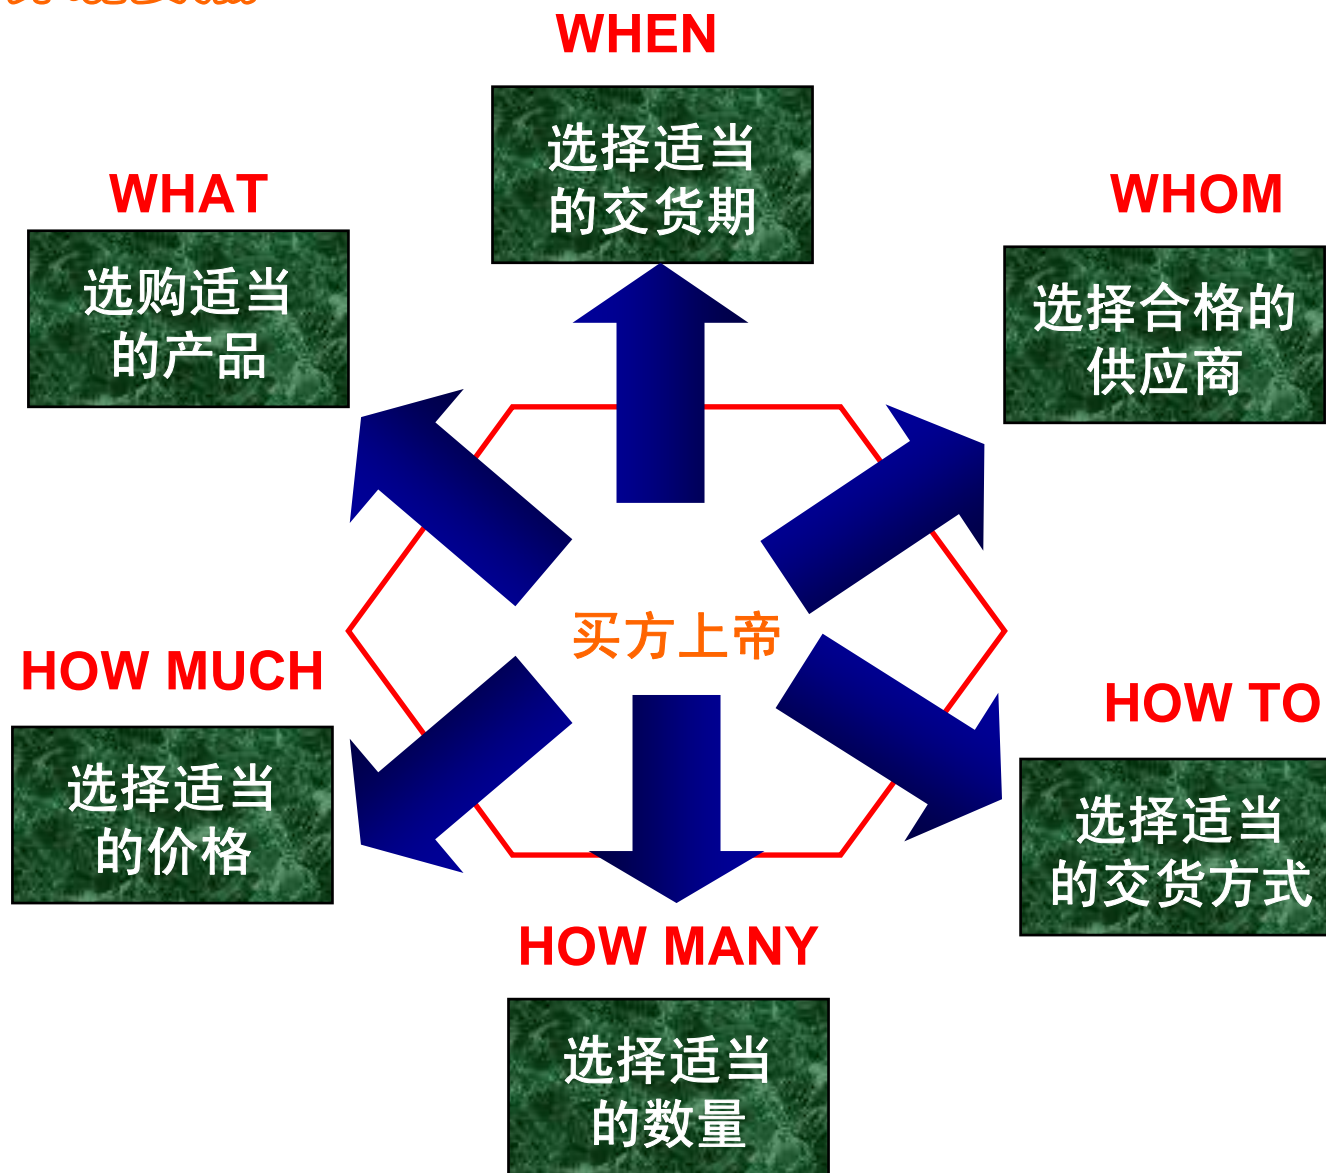 WHEN
选择适当
的交货期
WHAT
选购适当
的产品
WHOM
选择合格的
供应商
买方上帝
HOW MUCH
选择适当
的价格
HOW TO
选择适当
的交货方式
HOW MANY
选择适当
的数量